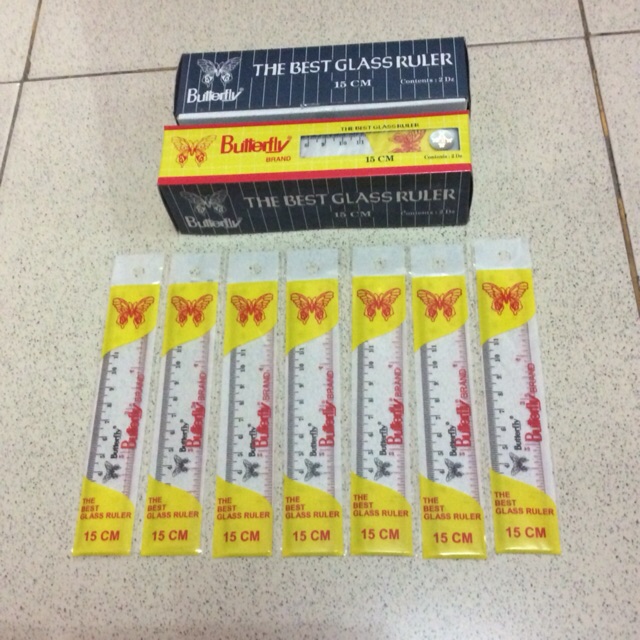 THE BEST GLASS RULER
15 CM
Contents : 2 Dz
Butterfly
THE BEST GLASS RULER
Butterfly
BRAND
15 CM
Contents : 2 Dz
THE BEST GLASS RULER
15 CM
Contents : 2 Dz
Butterfly
Butterfly
Butterfly BRAND
THE
BEST
GLASS RULER
15 CM
Butterfly
Butterfly BRAND
THE
BEST
GLASS RULER
15 CM
Butterfly
Butterfly BRAND
THE
BEST
GLASS RULER
15 CM
Butterfly
Butterfly BRAND
THE
BEST
GLASS RULER
15 CM
Butterfly
Butterfly BRAND
THE
BEST
GLASS RULER
15 CM
Butterfly
Butterfly BRAND
THE
BEST
GLASS RULER
15 CM
Butterfly
Butterfly BRAND
THE
BEST
GLASS RULER
15 CM